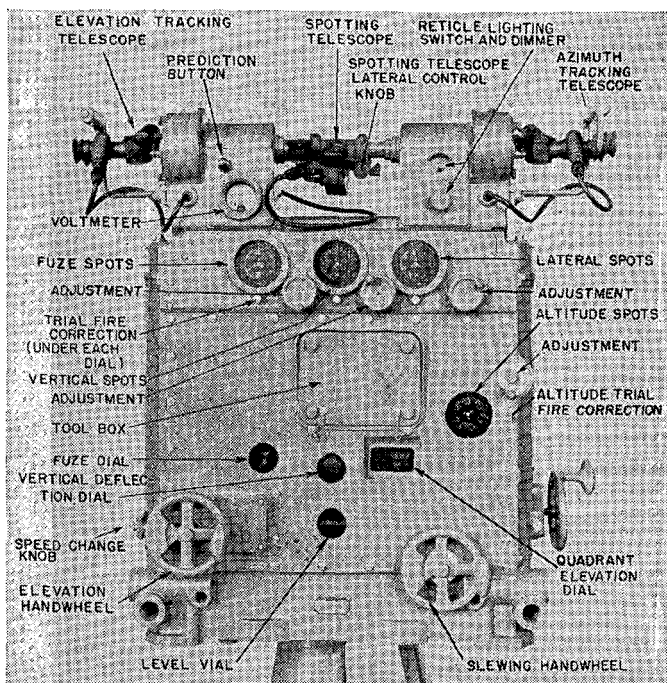 ELEVATION TRACKING
TELESCOPE
PREDICTION
BUTTON
SPOTTING
TELESCOPE
SPOTTING TELESCOPE
LATERAL CONTROL
KNOB
RETICLE LIGHTING
SWITCH AND DIMMER
AZIMUTH
TRACKING
TELESCOPE
VOLTMETER
FUZE SPOTS
LATERAL SPOTS
ADJUSTMENT
ADJUSTMENT
TRIAL FIRE
CORRECTION
(UNDER EACH
DIAL)
ALTITUDE SPOTS
VERTICAL SPOTS
ADJUSTMENT
ADJUSTMENT
ALTITUDE TRIAL
FIRE CORRECTION
TOOL BOX
FUZE DIAL
VERTICAL DEFLEC-
TION DIAL
SPEED CHANGE
KNOB
QUADRANT
ELEVATION
DIAL
ELEVATION
HANDWHEEL
LEVEL VIAL
SLEWING HANDWHEEL